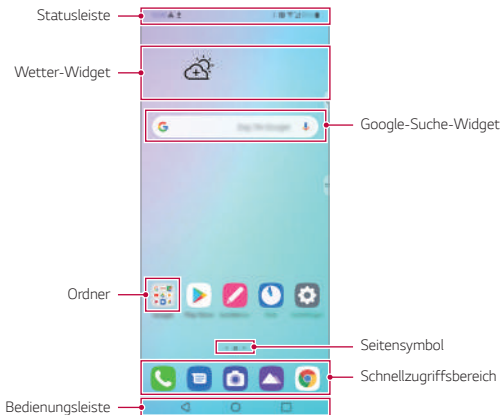 Statusleiste
Wetter-Widget
Google-Suche-Widget
Ordner
Seitensymbol
Schnellzugriffsbereich
Bedienungsleiste